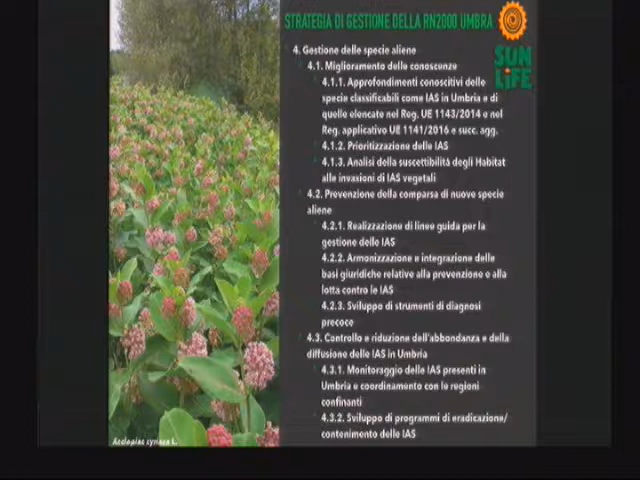 STRATEGIA DI GESTIONE DELLA RN2000 UMBRA
SUN
LIFE
4. Gestione delle specie aliene
4.1. Miglioramento delle conoscenze
4.1.1. Approfondimenti conoscitivi delle
specie classificabili come IAS in Umbria e di
quelle elencate nel Reg. UE 1143/2014 e nel
Reg. applicativo UE 1141/2016 e succ. agg.
4.1.2. Prioritizzazione delle IAS
4.1.3. Analisi della suscettibilità degli Habitat
alle invasioni di IAS vegetali
4.2. Prevenzione della comparsa di nuove specie
aliene
4.2.1. Realizzazione di linee guida per la
gestione delle IAS
4.2.2. Armonizzazione e integrazione delle
basi giuridiche relative alla prevenzione e alla
lotta contro le IAS
4.2.3. Sviluppo di strumenti di diagnosi
precoce
4.3. Controllo e riduzione dell'abbondanza e della
diffusione delle IAS in Umbria
4.3.1. Monitoraggio delle IAS presenti in
Umbria e coordinamento con le regioni
confinanti
4.3.2. Sviluppo di programmi di eradicazione/
contenimento delle IAS
Asclepias syriaca L.